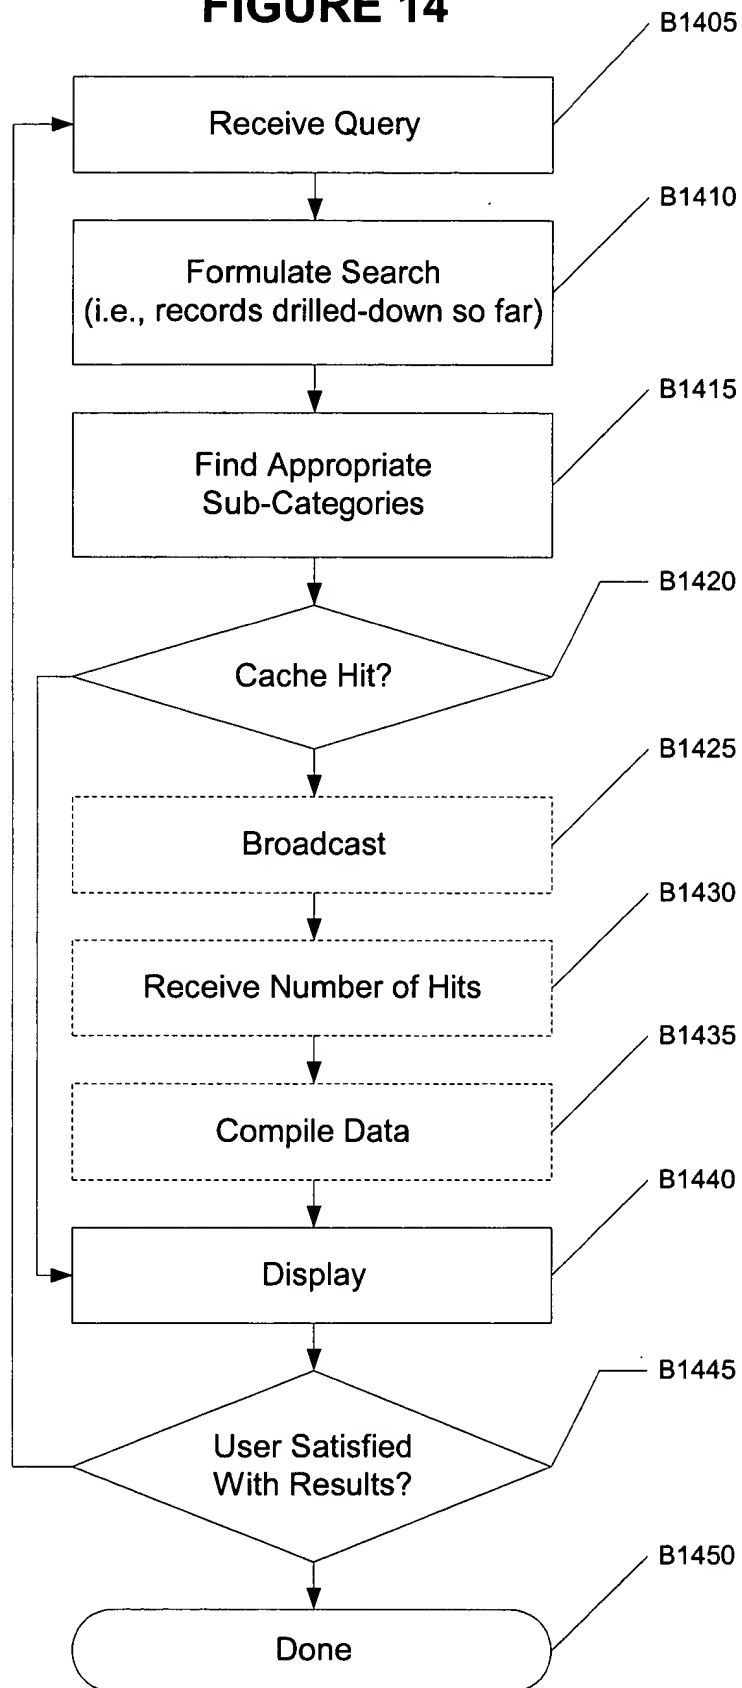 FIGURE 14
B1405
Receive Query
B1410
Formulate Search
(i.e., records drilled-down so far)
B1415
Find Appropriate
Sub-Categories
B1420
Cache Hit?
B1425
Broadcast
B1430
Receive Number of Hits
B1435
Compile Data
B1440
Display
B1445
User Satisfied
With Results?
B1450
Done